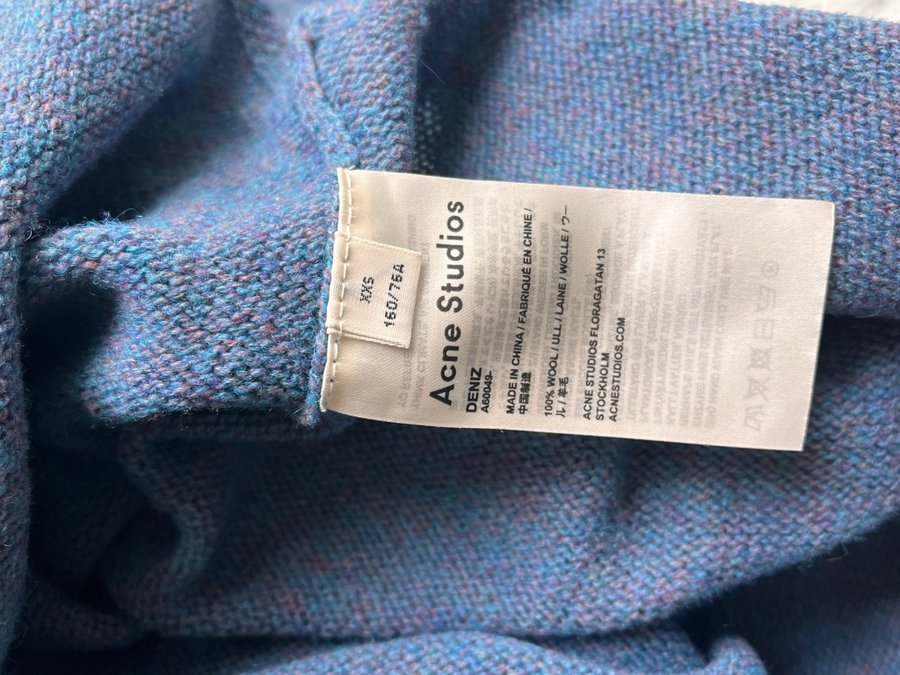 XXS
160/76A
Acne Studios
DENIZ
A60049-
MADE IN CHINA / FABRIQUÉ EN CHINE /
中国制造
100% WOOL / ULL / LAINE / WOLLE / ウー
ル / 羊毛
ACNE STUDIOS FLORAGATAN 13
STOCKHOLM
ACNESTUDIOS.COM